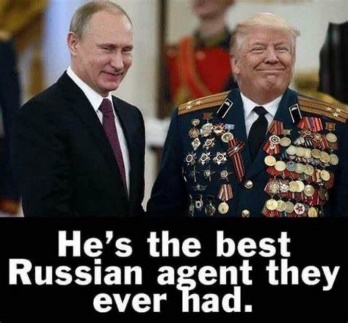 He's the best
Russian agent they
ever had.